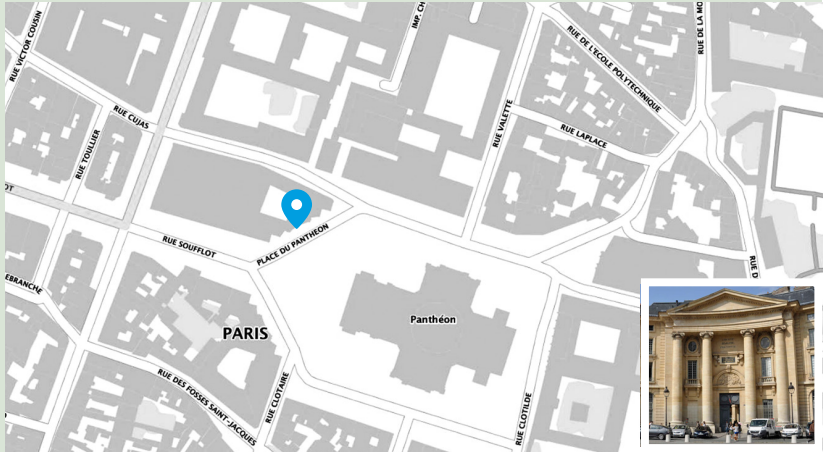 RUE VICTOR COUSIN
IMP. CH
RUE DE LA MO
RUE DE L'ECOLE POLYTECHNIQUE
RUE CUJAS
RUE VALETTE
RUE LAPLACE
RUE TOULLIER
OT
RUE SOUFFLOT
PLACE DU PANTHEON
RUE D
EBRANCHE
Panthéon
PARIS
RUE DES FOSSES SAINT-JACQUES
RUE CLOTAIRE
RUE CLOTILDE